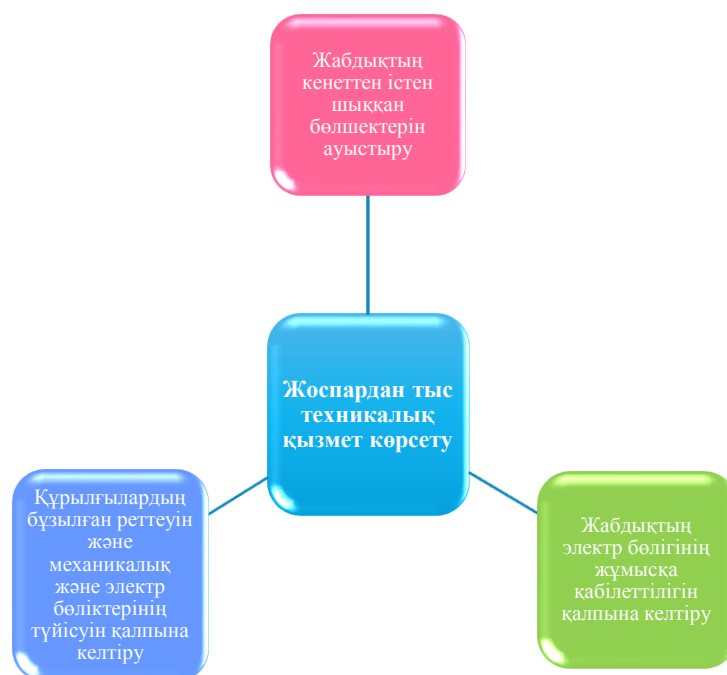 Жабдықтың
кенеттен істен
шыққан
бөлшектерін
ауыстыру
Жоспардан тыс
техникалық
қызмет көрсету
Құрылғылардың
бұзылған реттеуін
және
механикалық
және электр
бөліктерінің
түйісуін қалпына
келтіру
Жабдықтың
электр бөлігінің
жұмысқа
қабілеттілігін
қалпына келтіру